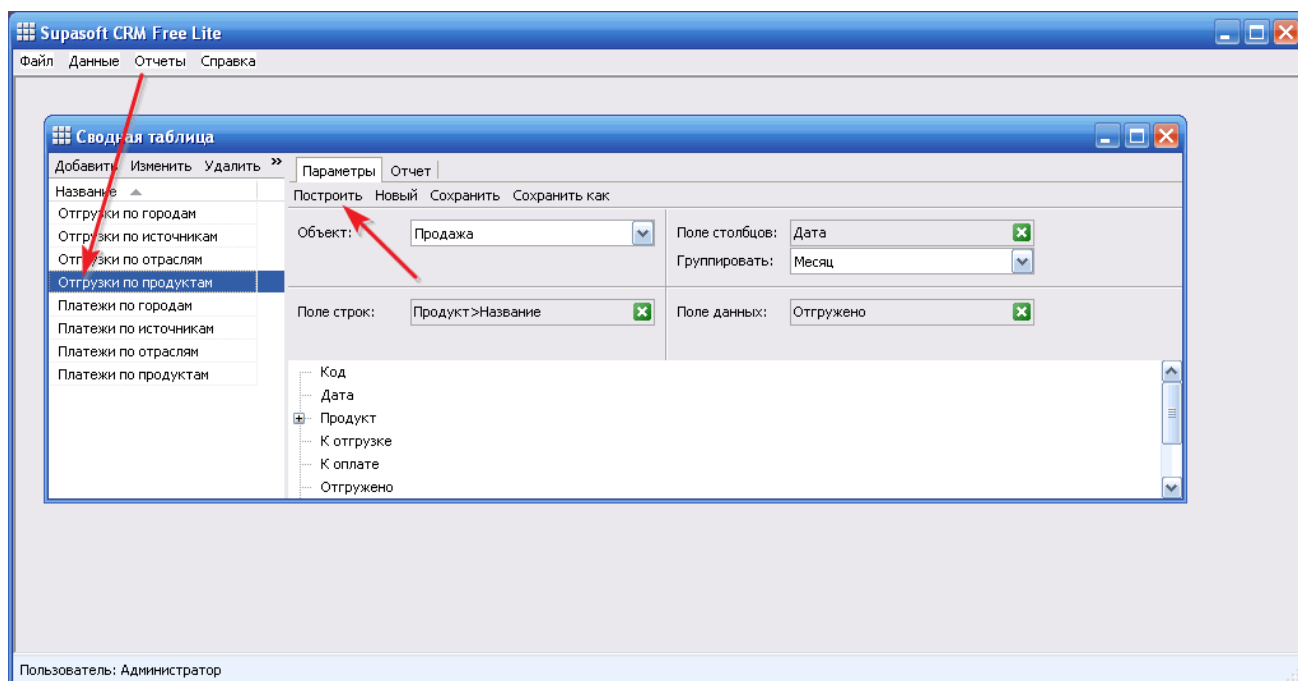 Supasoft CRM Free Lite
Файл Данные Отчеты Справка
Сводная таблица
Добавить Изменить Удалить »
Название
Отгрузки по городам
Отгрузки по источникам
Отгрузки по отраслям
Отгрузки по продуктам
Платежи по городам
Платежи по источникам
Платежи по отраслям
Платежи по продуктам
Параметры Отчет
Построить Новый Сохранить Сохранить как
Объект: Продажа
Поле столбцов: Дата
Группировать: Месяц
Поле строк: Продукт>Название
Поле данных: Отгружено
Код
Дата
Продукт
К отгрузке
К оплате
Отгружено
Пользователь: Администратор